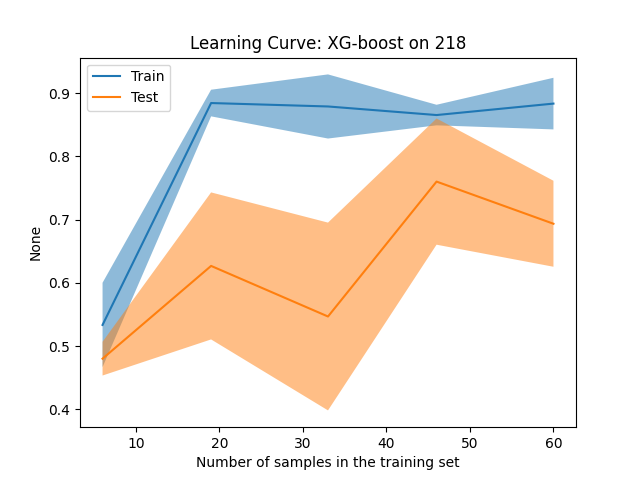 Learning Curve: XG-boost on 218
Train
Test
0.9
0.8
0.7
0.6
0.5
0.4
None
10 20 30 40 50 60
Number of samples in the training set